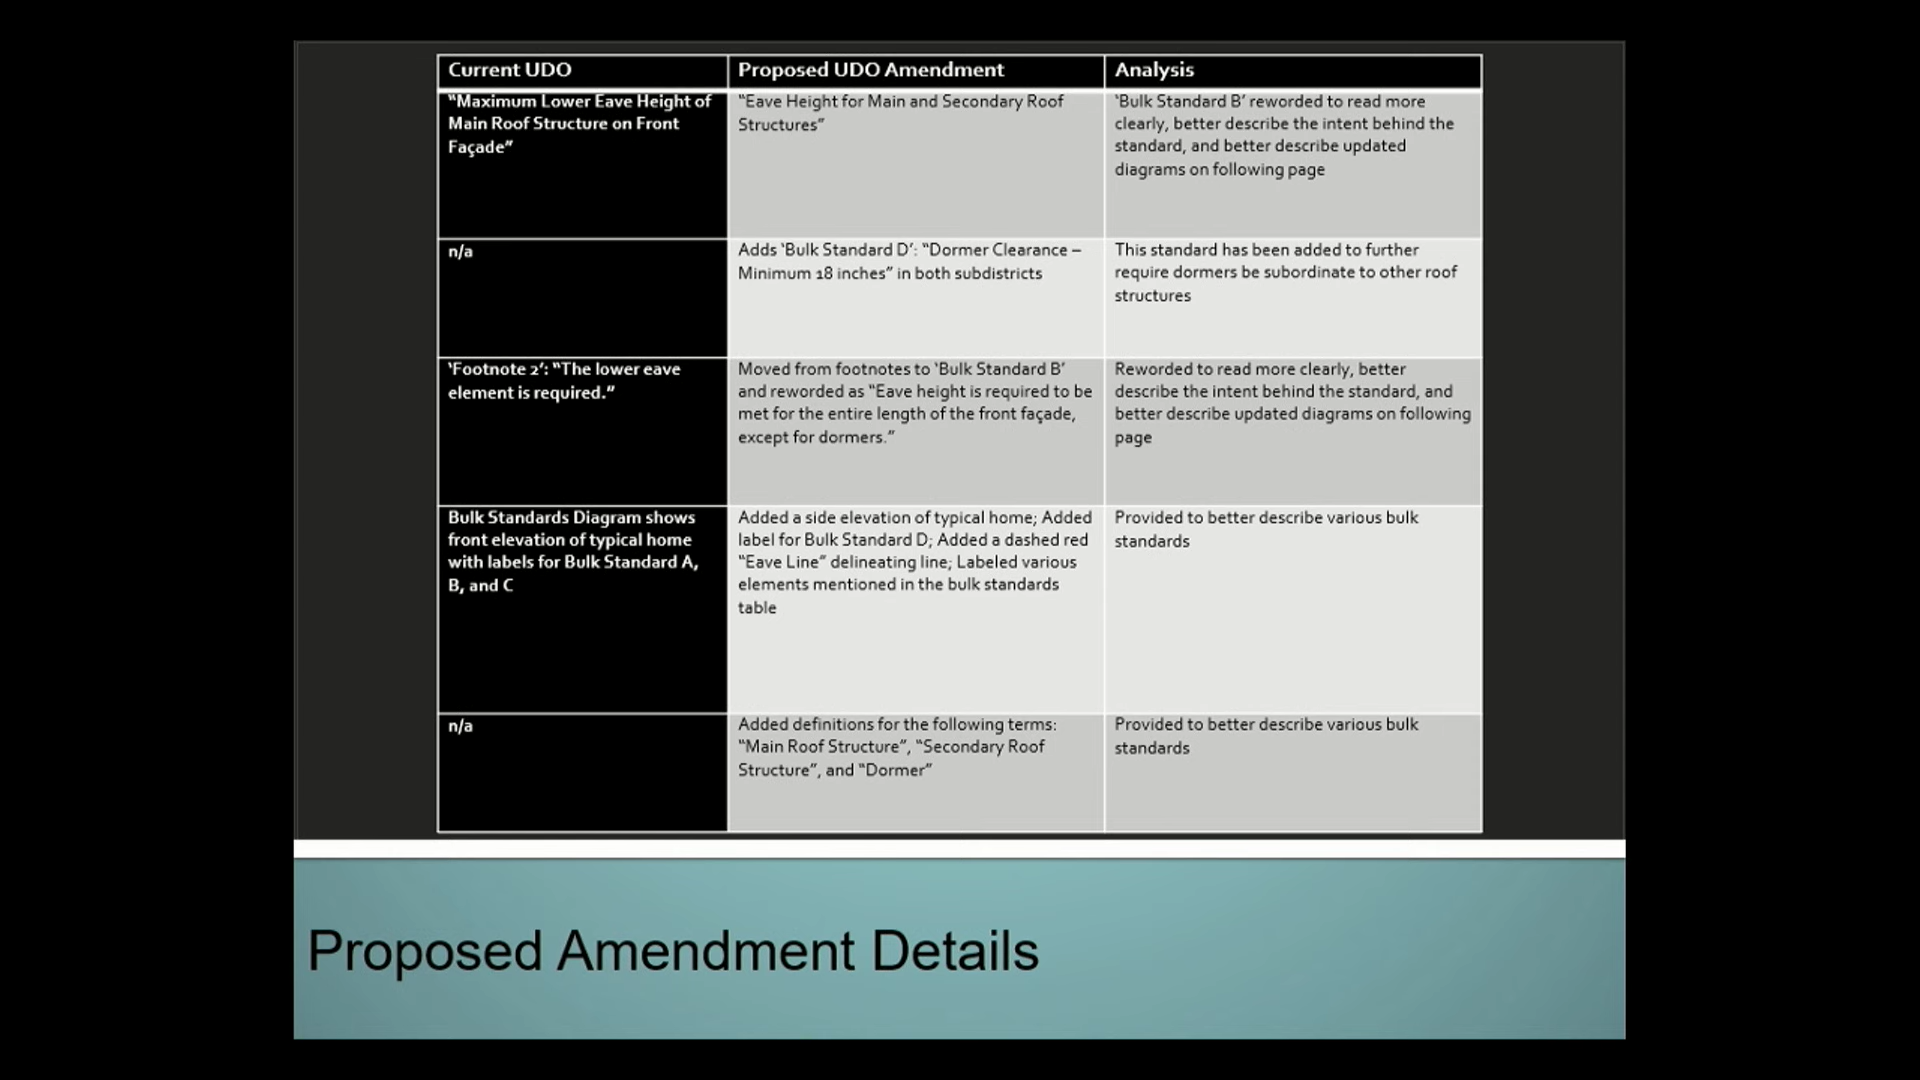 Current UDO
Proposed UDO Amendment
Analysis
“Maximum Lower Eave Height of
Main Roof Structure on Front
Façade”
“Eave Height for Main and Secondary Roof
Structures”
‘Bulk Standard B’ reworded to read more
clearly, better describe the intent behind the
standard, and better describe updated
diagrams on following page
n/a
Adds ‘Bulk Standard D’: “Dormer Clearance –
Minimum 18 inches” in both subdistricts
This standard has been added to further
require dormers be subordinate to other roof
structures
‘Footnote 2’: “The lower eave
element is required.”
Moved from footnotes to ‘Bulk Standard B’
and reworded as “Eave height is required to be
met for the entire length of the front façade,
except for dormers.”
Reworded to read more clearly, better
describe the intent behind the standard, and
better describe updated diagrams on following
page
Bulk Standards Diagram shows
front elevation of typical home
with labels for Bulk Standard A,
B, and C
Added a side elevation of typical home; Added
label for Bulk Standard D; Added a dashed red
“Eave Line” delineating line; Labeled various
elements mentioned in the bulk standards
table
Provided to better describe various bulk
standards
n/a
Added definitions for the following terms:
“Main Roof Structure”, “Secondary Roof
Structure”, and “Dormer”
Provided to better describe various bulk
standards
Proposed Amendment Details